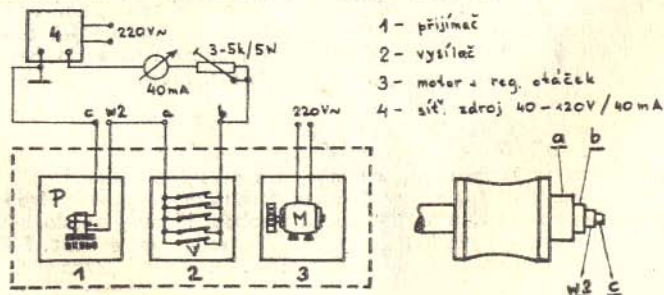 4
220V~
3-5k/5W
40mA
c
w2
a
b
220V~
P
V
M
1
2
3
1 - přijímač
2 - vysílač
3 - motor + reg. otáček
4 - síť. zdroj 40-120V/40mA
a
b
w2
c